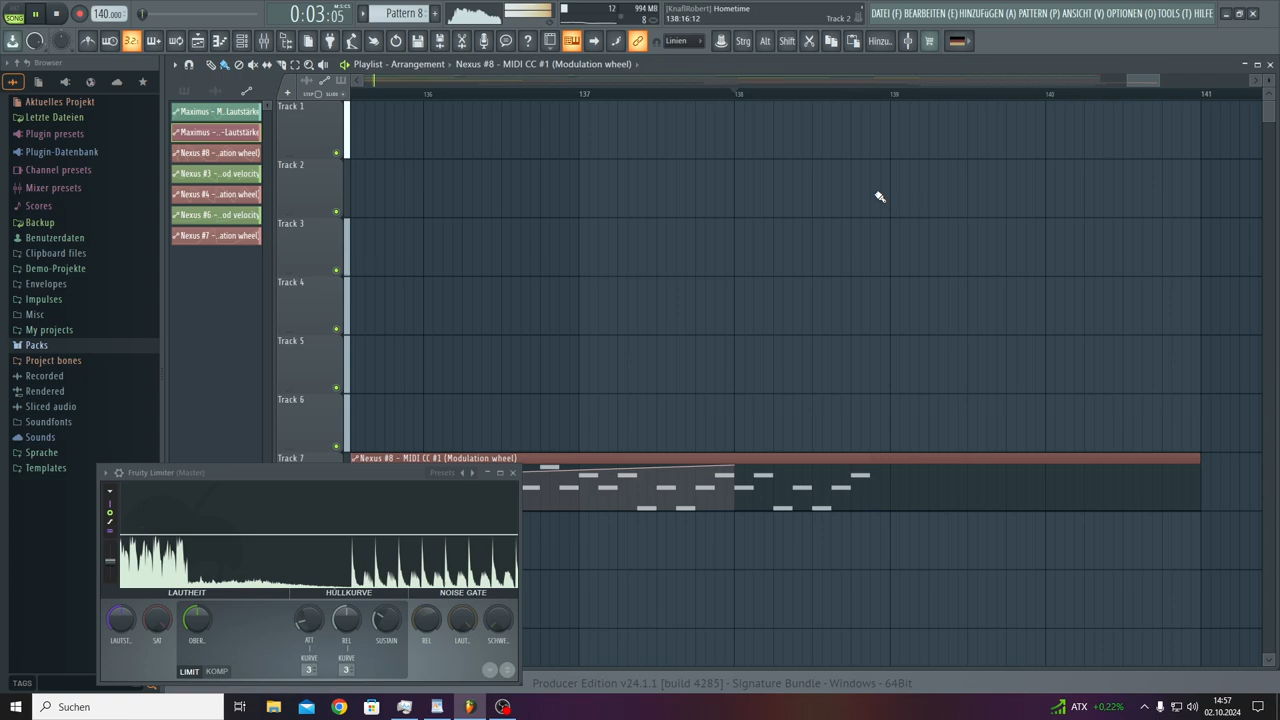 SONG
140.000
0:03:05
Pattern 8
12
994 MB
8
[KnaflRobert] Hometime
138:16:12
Track 2
DATEI (F) BEARBEITEN (E) HINZUFÜGEN (A) PATTERN (P) ANSICHT (V) OPTIONEN (O) TOOLS (T) HILFE
Linien
Strg
Alt
Shift
Hinzu..
Browser
Playlist - Arrangement
Nexus #8 - MIDI CC #1 (Modulation wheel)
STEP
SLIDE
136
137
138
139
140
141
Aktuelles Projekt
Letzte Dateien
Plugin presets
Plugin-Datenbank
Channel presets
Mixer presets
Scores
Backup
Benutzerdaten
Clipboard files
Demo-Projekte
Envelopes
Impulses
Misc
My projects
Packs
Project bones
Recorded
Rendered
Sliced audio
Soundfonts
Sounds
Sprache
Templates
TAGS
Maximus - M..Lautstärke
Maximus - ..-Lautstärke
Nexus #8 -..ation wheel)
Nexus #3 -..od velocity
Nexus #4 -..ation wheel)
Nexus #6 -..od velocity
Nexus #7 -..ation wheel)
Track 1
Track 2
Track 3
Track 4
Track 5
Track 6
Track 7
Nexus #8 - MIDI CC #1 (Modulation wheel)
Fruity Limiter (Master)
Presets
LAUTHEIT
HÜLLKURVE
NOISE GATE
LAUTST..
SAT
OBER..
ATT
REL
SUSTAIN
REL
LAUT..
SCHWE..
KURVE
KURVE
3
3
LIMIT
KOMP
Producer Edition v24.1.1 [build 4285] - Signature Bundle - Windows - 64Bit
Suchen
ATX +0,22%
14:57
02.10.2024